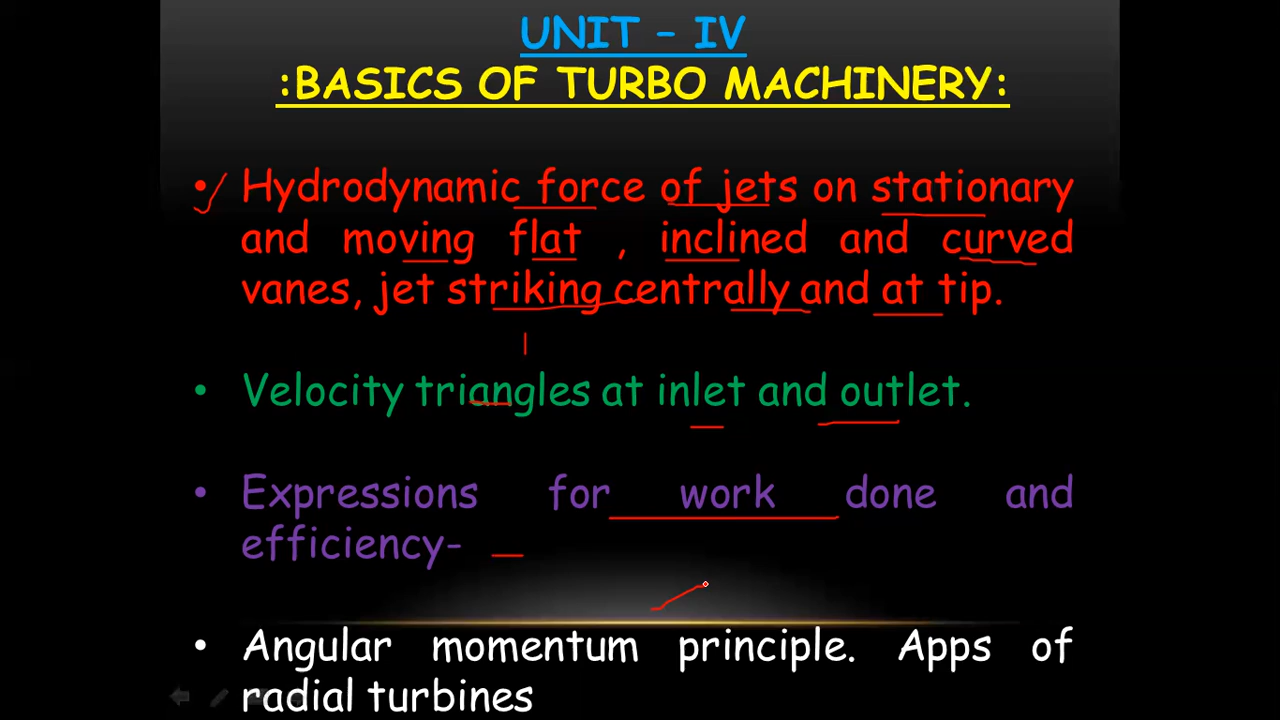 UNIT – IV
:BASICS OF TURBO MACHINERY:
• Hydrodynamic force of jets on stationary
and moving flat , inclined and curved
vanes, jet striking centrally and at tip.
• Velocity triangles at inlet and outlet.
• Expressions for work done and
efficiency-
• Angular momentum principle. Apps of
radial turbines